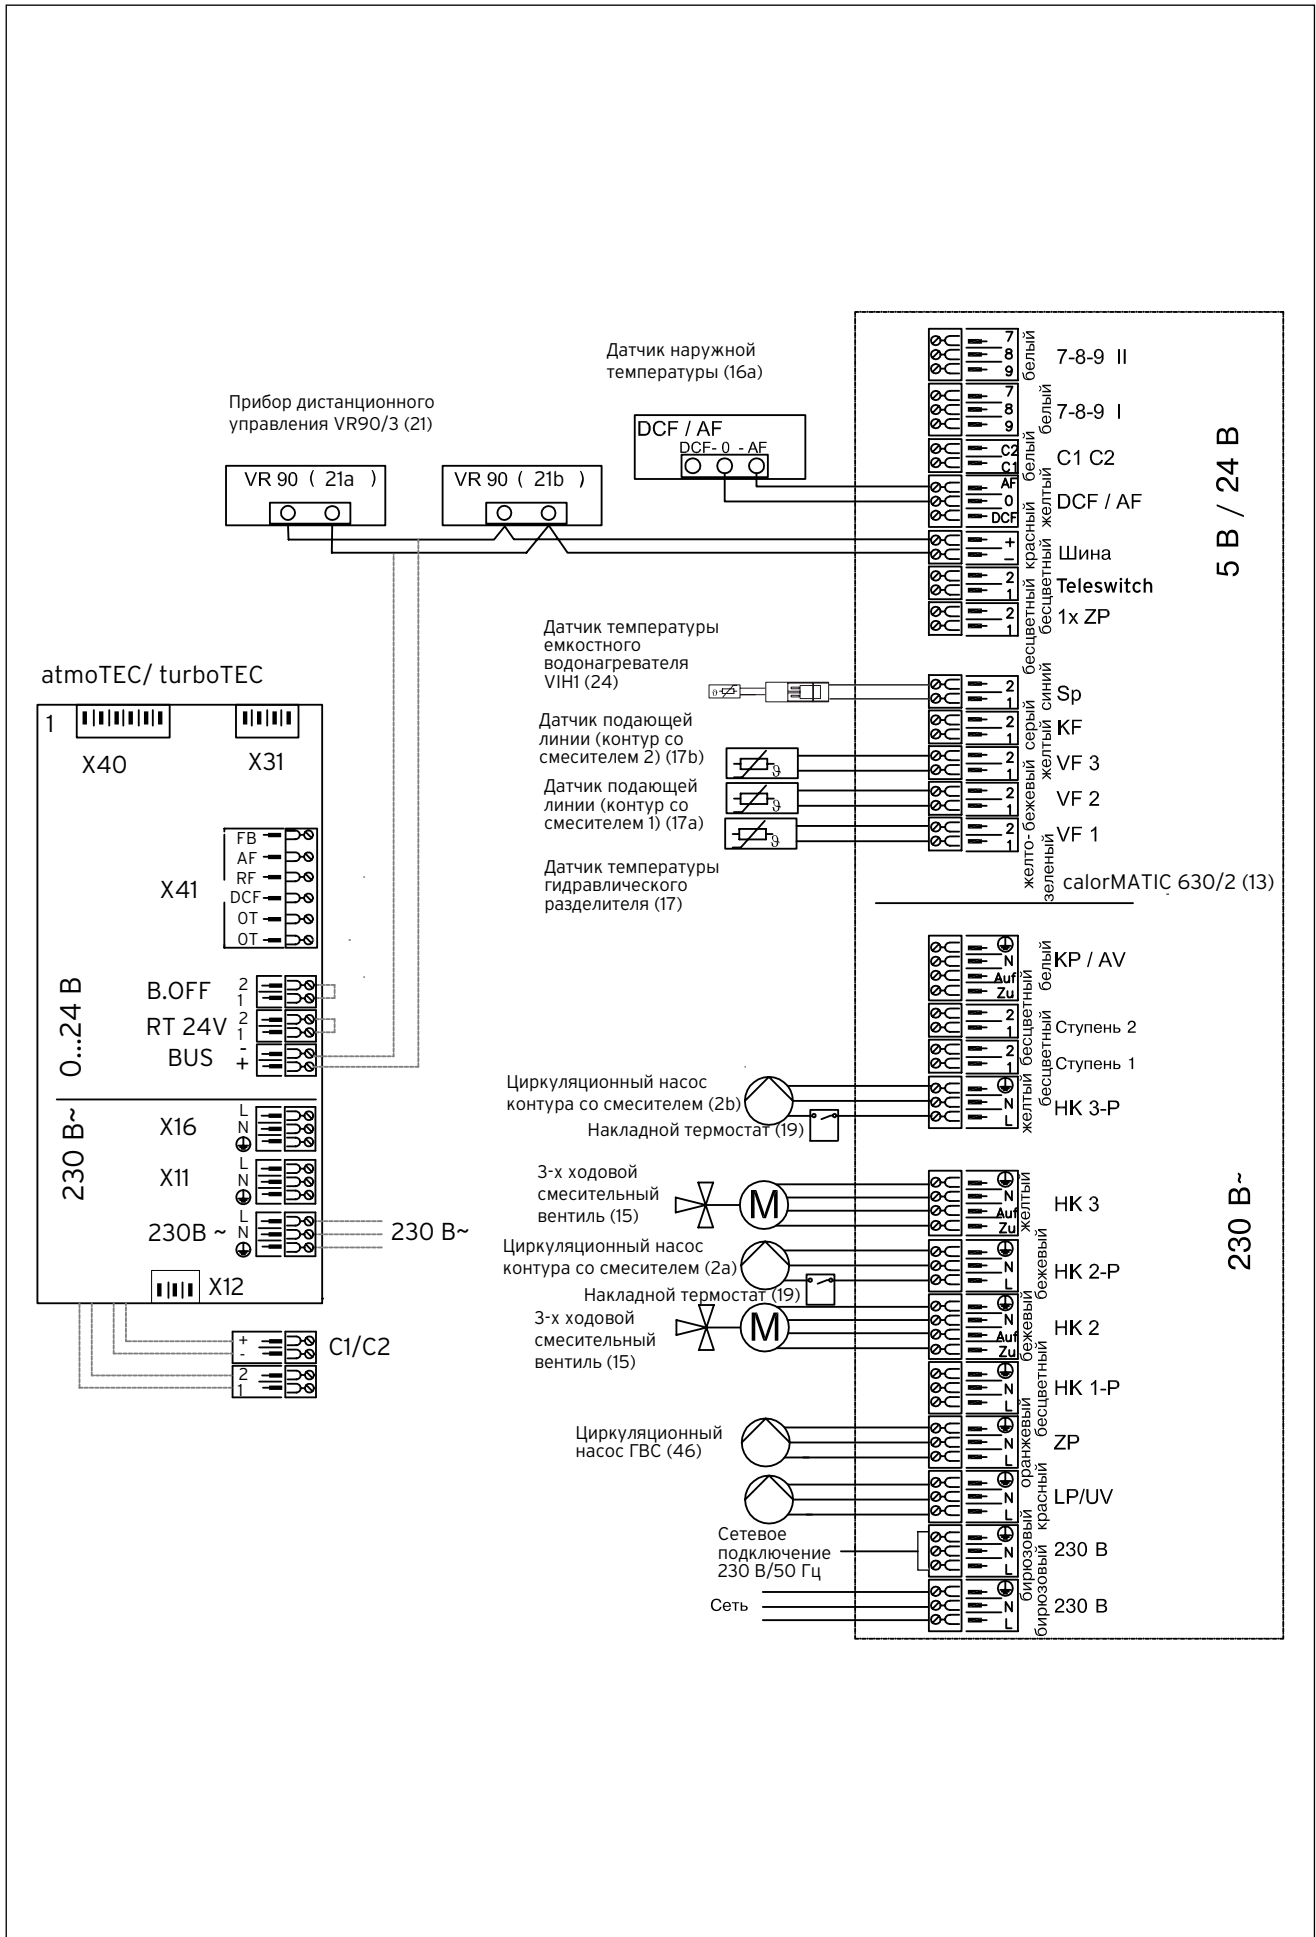 Датчик наружной
температуры (16a)
Прибор дистанционного
управления VR90/3 (21)
VR 90 ( 21a )
VR 90 ( 21b )
DCF / AF
DCF- 0 - AF
7
8
9
белый
7-8-9 II
7
8
9
белый
7-8-9 I
C2
C1
белый
C1 C2
AF
0
DCF
желтый
DCF / AF
+
–
красный
Шина
2
1
бесцветный
Teleswitch
2
1
бесцветный
1x ZP
5 В / 24 В
Датчик температуры
емкостного
водонагревателя
VIH1 (24)
2
1
синий
Sp
2
1
серый
KF
Датчик подающей
линии (контур со
смесителем 2) (17b)
2
1
желтый
VF 3
Датчик подающей
линии (контур со
смесителем 1) (17a)
2
1
бежевый
VF 2
2
1
желто-
зеленый
VF 1
Датчик температуры
гидравлического
разделителя (17)
calorMATIC 630/2 (13)
atmoTEC/ turboTEC
1
X40
X31
X41
FB
AF
RF
DCF
OT
OT
0...24 В
B.OFF
2
1
RT 24V
2
1
BUS
-
+
230 В~
X16
L
N
X11
L
N
230В ~
L
N
230 В~
X12
+
-
C1/C2
2
1
N
Auf
Zu
белый
KP / AV
2
1
бесцветный
Ступень 2
2
1
бесцветный
Ступень 1
Циркуляционный насос
контура со смесителем (2b)
Накладной термостат (19)
N
L
желтый
HK 3-P
3-х ходовой
смесительный
вентиль (15)
M
N
Auf
Zu
желтый
HK 3
230 В~
Циркуляционный насос
контура со смесителем (2a)
Накладной термостат (19)
N
L
бежевый
HK 2-P
3-х ходовой
смесительный
вентиль (15)
M
N
Auf
Zu
бежевый
HK 2
N
L
бесцветный
HK 1-P
Циркуляционный
насос ГВС (46)
N
L
оранжевый
ZP
N
L
красный
LP/UV
Сетевое
подключение
230 В/50 Гц
N
L
бирюзовый
230 В
Сеть
N
L
бирюзовый
230 В